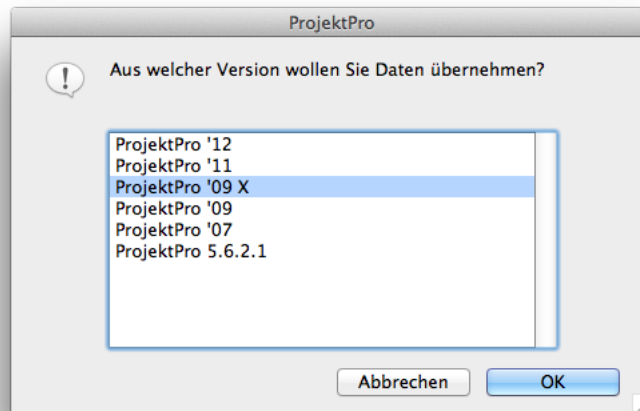 ProjektPro
Aus welcher Version wollen Sie Daten übernehmen?
ProjektPro '12
ProjektPro '11
ProjektPro '09 X
ProjektPro '09
ProjektPro '07
ProjektPro 5.6.2.1
Abbrechen
OK